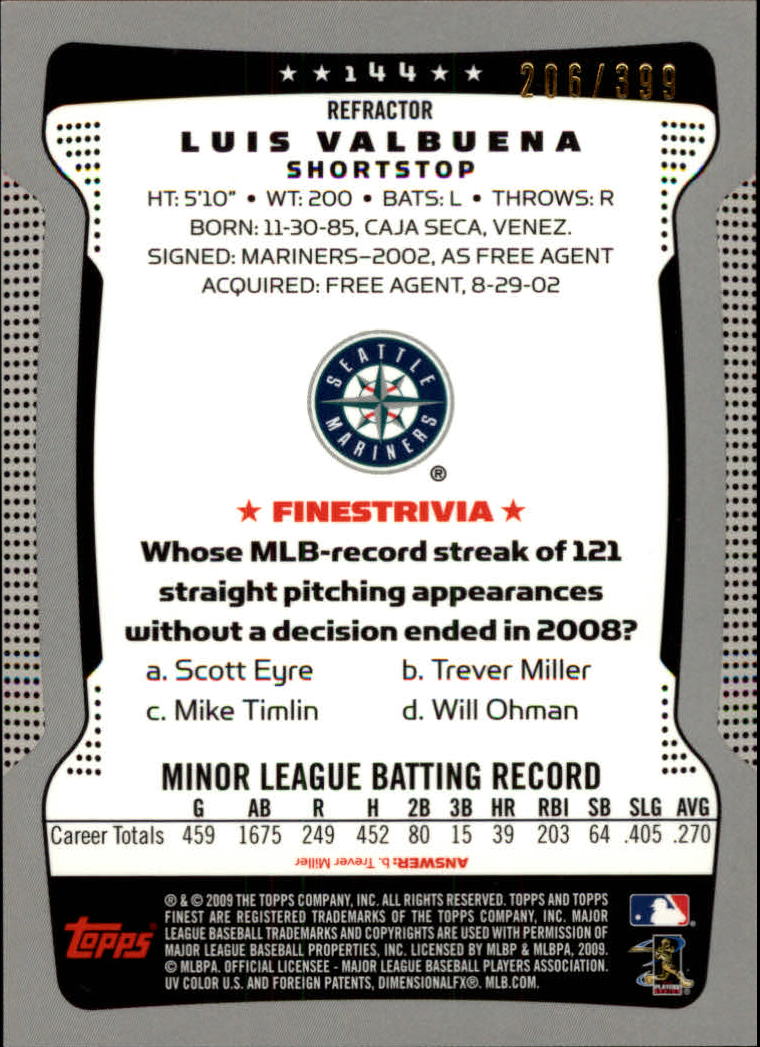 ★ ★ 144 ★ ★ 206/399
REFRACTOR
LUIS VALBUENA
SHORTSTOP
HT: 5'10" • WT: 200 • BATS: L • THROWS: R
BORN: 11-30-85, CAJA SECA, VENEZ.
SIGNED: MARINERS–2002, AS FREE AGENT
ACQUIRED: FREE AGENT, 8-29-02
SEATTLE
MARINERS
®
★ FINESTRIVIA ★
Whose MLB-record streak of 121
straight pitching appearances
without a decision ended in 2008?
a. Scott Eyre b. Trever Miller
c. Mike Timlin d. Will Ohman
MINOR LEAGUE BATTING RECORD
G AB R H 2B 3B HR RBI SB SLG AVG
Career Totals 459 1675 249 452 80 15 39 203 64 .405 .270
ANSWER: b. Trever Miller
® & © 2009 THE TOPPS COMPANY, INC. ALL RIGHTS RESERVED. TOPPS AND TOPPS
FINEST ARE REGISTERED TRADEMARKS OF THE TOPPS COMPANY, INC. MAJOR
LEAGUE BASEBALL TRADEMARKS AND COPYRIGHTS ARE USED WITH PERMISSION OF
MAJOR LEAGUE BASEBALL PROPERTIES, INC. LICENSED BY MLBP & MLBPA, 2009.
© MLBPA. OFFICIAL LICENSEE - MAJOR LEAGUE BASEBALL PLAYERS ASSOCIATION.
UV COLOR U.S. AND FOREIGN PATENTS, DIMENSIONALFX®. MLB.COM.
topps
PLAYERS